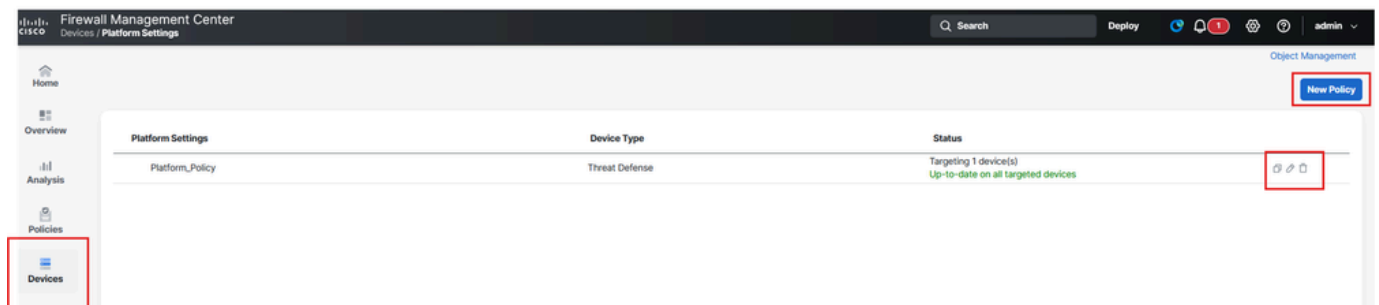 CISCO
Firewall Management Center
Devices / Platform Settings
Search
Deploy
1
admin
Home
Overview
Analysis
Policies
Devices
Object Management
New Policy
Platform Settings Device Type Status
Platform_Policy Threat Defense Targeting 1 device(s)
Up-to-date on all targeted devices